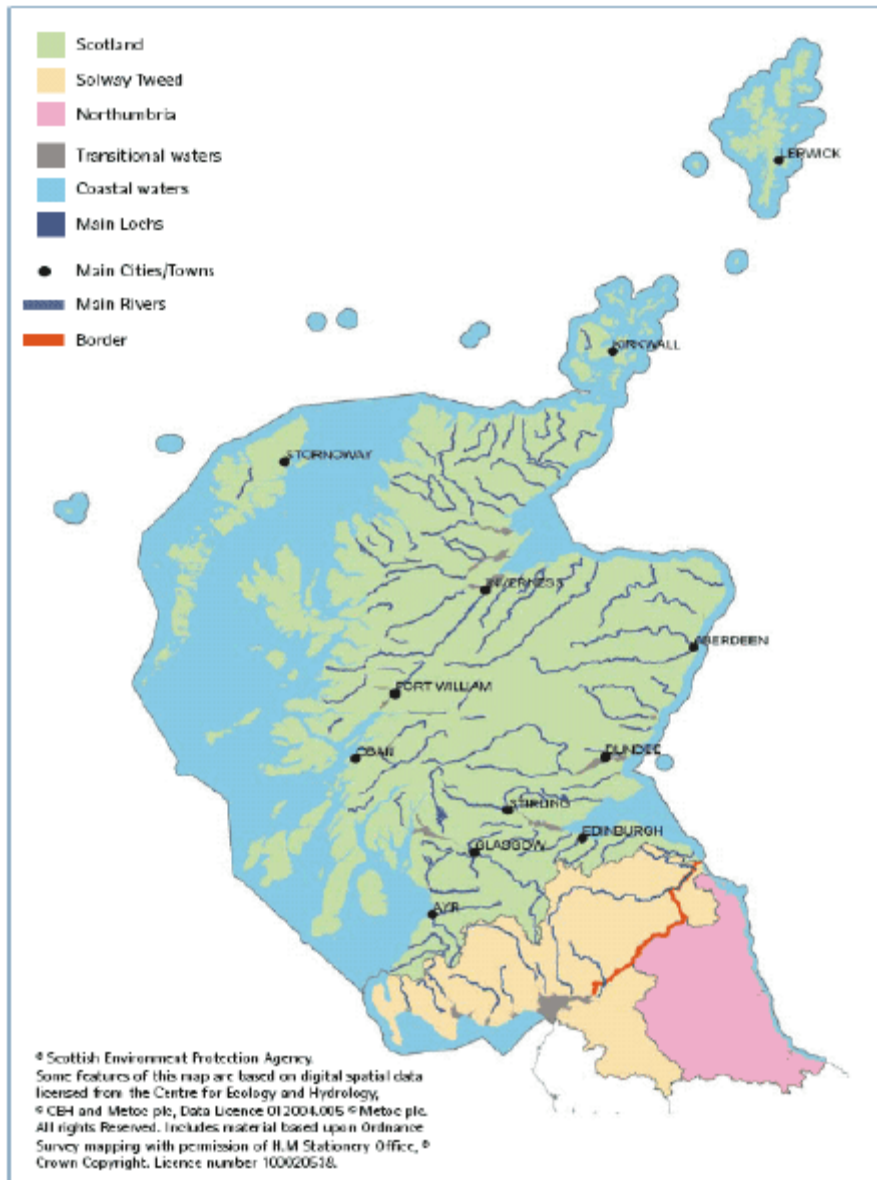 Scotland
Solway Tweed
Northumbria
Transitional waters
Coastal waters
Main Lochs
Main Cities/Towns
Main Rivers
Border
LERWICK
KIRKWALL
STORNOWAY
INVERNESS
ABERDEEN
FORT WILLIAM
OBAN
DUNDEE
STIRLING
EDINBURGH
GLASGOW
AYR
© Scottish Environment Protection Agency.
Some features of this map are based on digital spatial data
licensed from the Centre for Ecology and Hydrology,
© CEH and Metoc plc, Data Licence 012004.005 © Metoc plc.
All rights Reserved. Includes material based upon Ordnance
Survey mapping with permission of H.M Stationery Office, ©
Crown Copyright. Licence number 100020538.